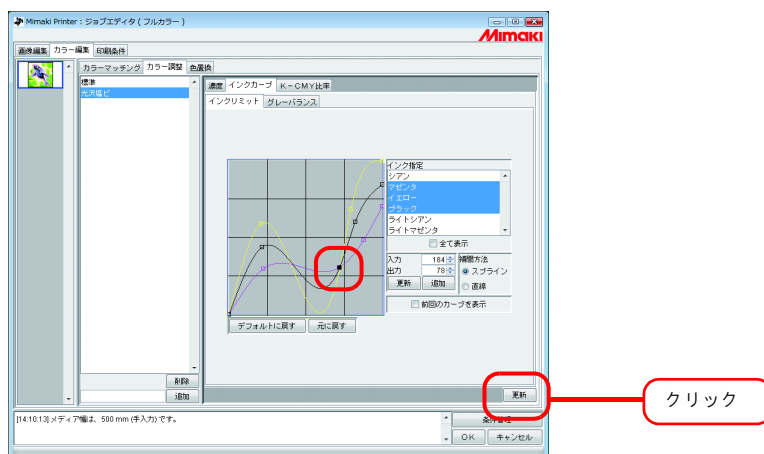 Mimaki Printer : ジョブエディタ ( フルカラー )
Mimaki
画像編集 カラー編集 印刷条件
カラーマッチング カラー調整 色置換
標準
光沢塩ビ
濃度 インクカーブ K－CMY比率
インクリミット グレーバランス
インク指定
シアン
マゼンタ
イエロー
ブラック
ライトシアン
ライトマゼンタ
全て表示
入力 184
出力 78
更新 追加
補間方法
スプライン
直線
前回のカーブを表示
デフォルトに戻す 元に戻す
削除
追加
更新
クリック
[14:10:13] メディア幅は、500 mm (手入力) です。
条件管理
OK キャンセル